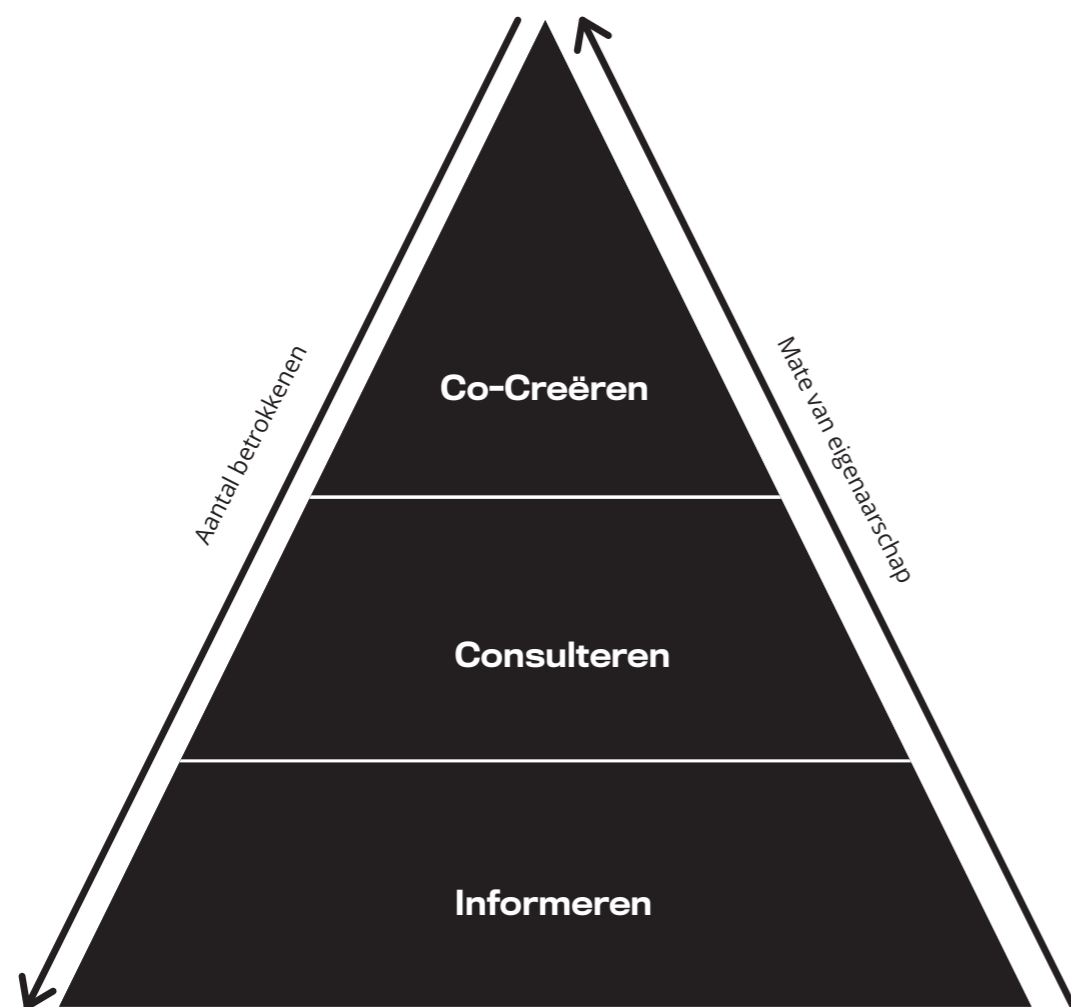 Aantal betrokkenen
Mate van eigenaarschap
Co-Creëren
Consulteren
Informeren